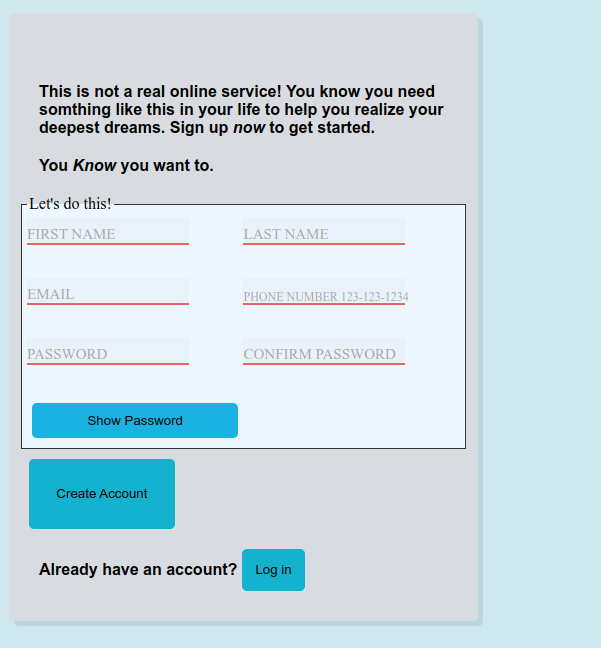 This is not a real online service! You know you need
somthing like this in your life to help you realize your
deepest dreams. Sign up now to get started.
You Know you want to.
Let's do this!
FIRST NAME LAST NAME
EMAIL PHONE NUMBER 123-123-1234
PASSWORD CONFIRM PASSWORD
Show Password
Create Account
Already have an account? Log in